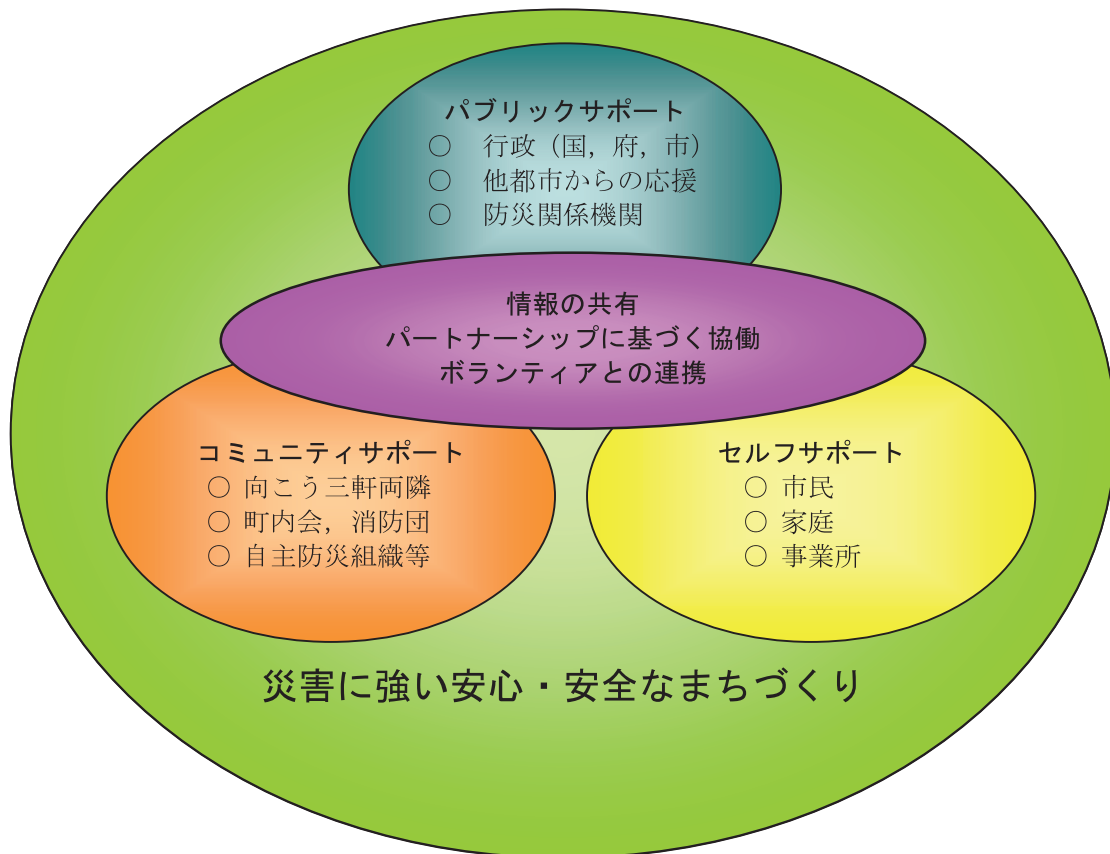 パブリックサポート
○　行政（国，府，市）
○　他都市からの応援
○　防災関係機関
情報の共有
パートナーシップに基づく協働
ボランティアとの連携
コミュニティサポート
○ 向こう三軒両隣
○ 町内会，消防団
○ 自主防災組織等
セルフサポート
○ 市民
○ 家庭
○ 事業所
災害に強い安心・安全なまちづくり